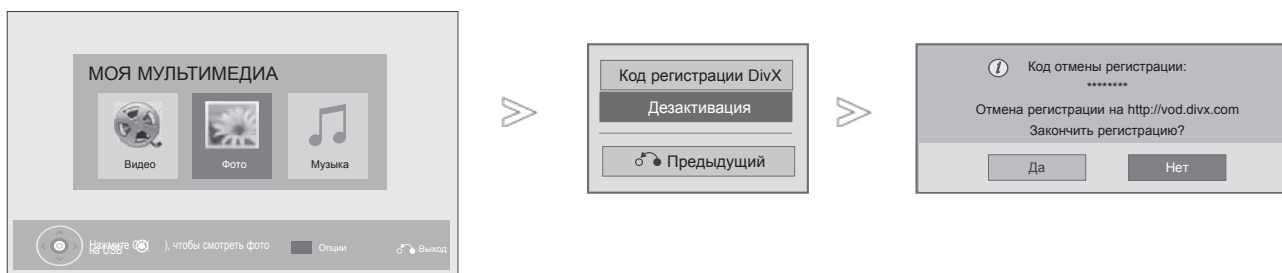 МОЯ МУЛЬТИМЕДИА
Видео
Фото
Музыка
Нажмите ( ), чтобы смотреть фото
на USB
Опции
Выход
Код регистрации DivX
Дезактивация
Предыдущий
Код отмены регистрации:
********
Отмена регистрации на http://vod.divx.com
Закончить регистрацию?
Да
Нет